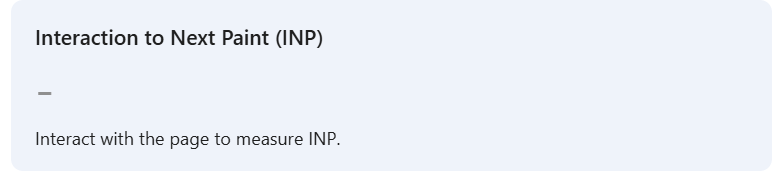 Interaction to Next Paint (INP)
–
Interact with the page to measure INP.